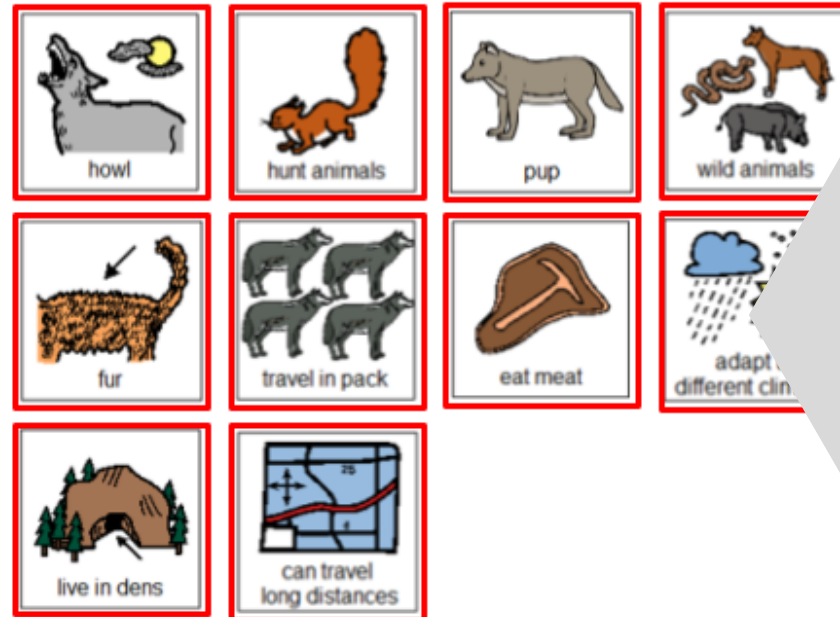 howl
hunt animals
pup
wild animals
fur
travel in pack
eat meat
adapt
different
live in dens
25
can travel
long distances